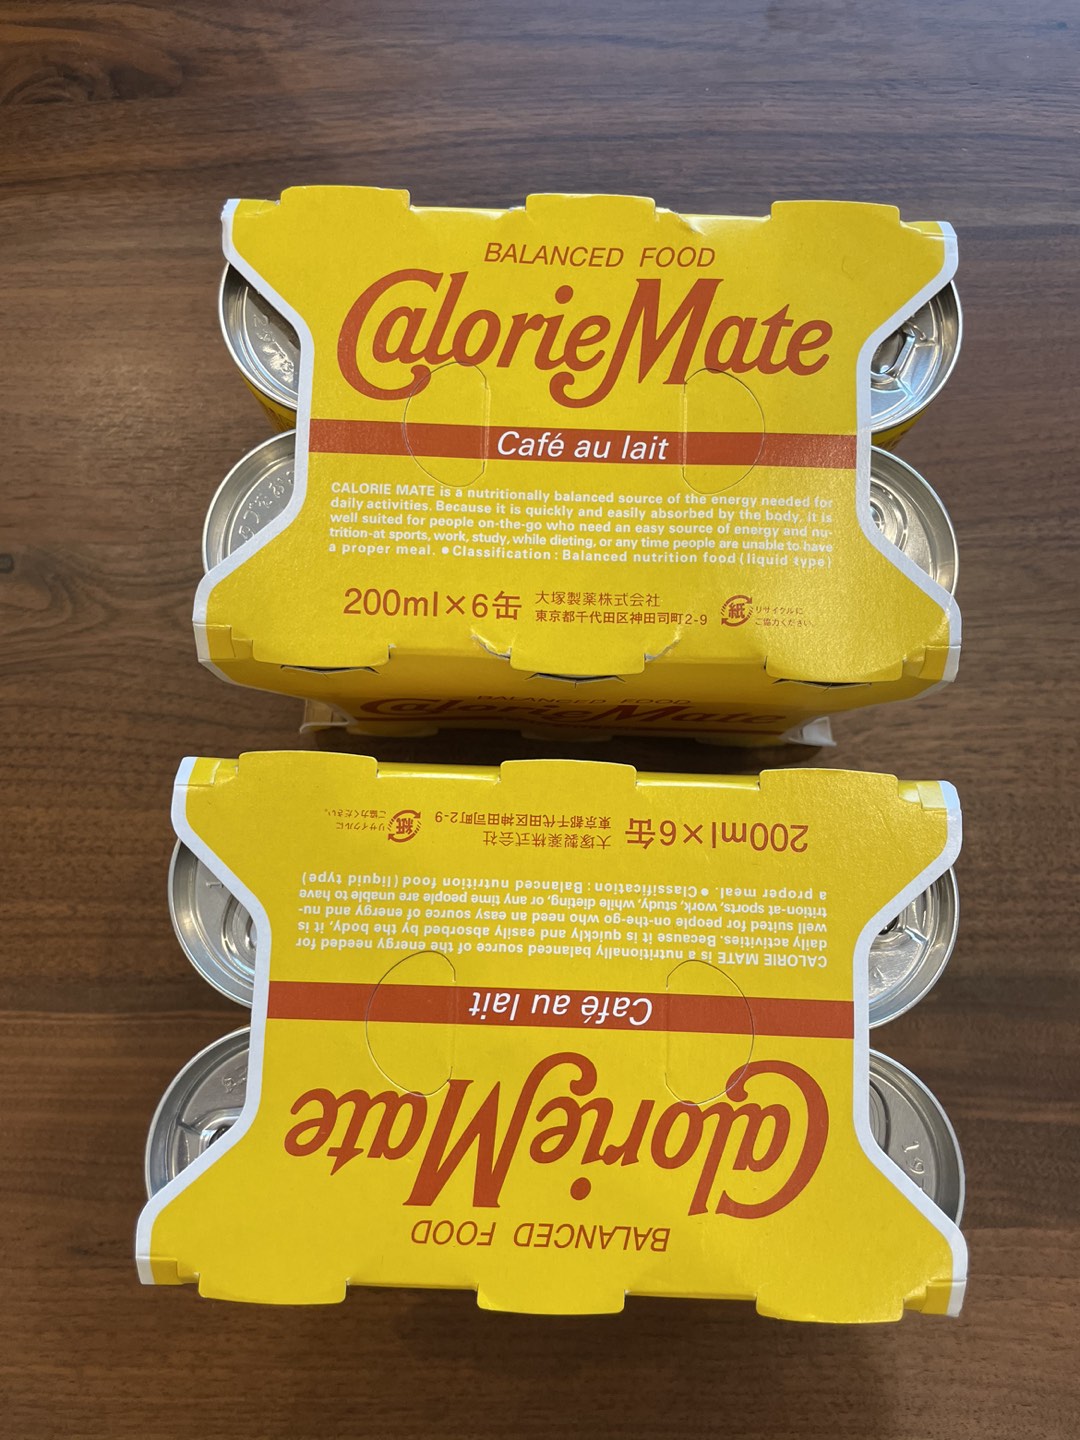 BALANCED FOOD
CalorieMate
Café au lait
CALORIE MATE is a nutritionally balanced source of the energy needed for
daily activities. Because it is quickly and easily absorbed by the body, it is
well suited for people on-the-go who need an easy source of energy and nu-
trition-at sports, work, study, while dieting, or any time people are unable to have
a proper meal. ●Classification : Balanced nutrition food (liquid type)
200ml×6缶
大塚製薬株式会社
東京都千代田区神田司町2-9
紙
リサイクルに
ご協力ください。
BALANCED FOOD
CalorieMate
BALANCED FOOD
CalorieMate
Café au lait
CALORIE MATE is a nutritionally balanced source of the energy needed for
daily activities. Because it is quickly and easily absorbed by the body, it is
well suited for people on-the-go who need an easy source of energy and nu-
trition-at sports, work, study, while dieting, or any time people are unable to have
a proper meal. ●Classification : Balanced nutrition food (liquid type)
200ml×6缶
大塚製薬株式会社
東京都千代田区神田司町2-9
紙
リサイクルに
ご協力ください。